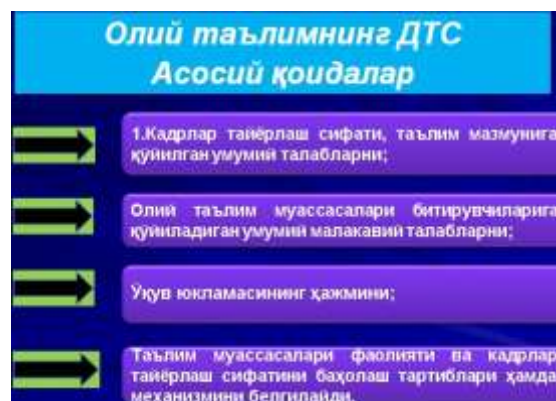 Олий таълимнинг ДТС
Асосий қоидалар
1.Кадрлар тайёрлаш сифати, таълим мазмунига
қўйилган умумий талабларни;
Олий таълим муассасалари битирувчиларига
қўйиладиган умумий малакавий талабларни;
Ўқув юкламасининг ҳажмини;
Таълим муассасалари фаолияти ва кадрлар
тайёрлаш сифатини баҳолаш тартиблари ҳамда
механизмини белгилайди.